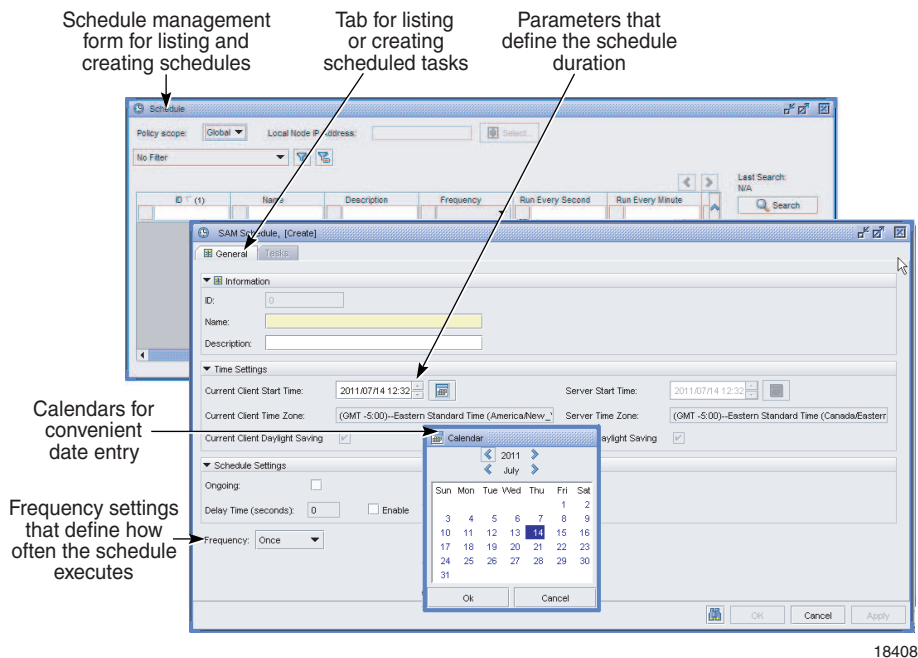 Schedule management
form for listing and
creating schedules
Tab for listing
or creating
scheduled tasks
Parameters that
define the schedule
duration
Schedule
Policy scope: Global Local Node IP Address: Select...
No Filter
Last Search:
N/A
ID (1) Name Description Frequency Run Every Second Run Every Minute
Search
SAM Schedule, [Create]
General Tasks
Information
ID: 0
Name:
Description:
Time Settings
Current Client Start Time: 2011/07/14 12:32 Server Start Time: 2011/07/14 12:32
Current Client Time Zone: (GMT -5:00)--Eastern Standard Time (America/New_ Server Time Zone: (GMT -5:00)--Eastern Standard Time (Canada/Eastern
Current Client Daylight Saving aylight Saving
Calendars for
convenient
date entry
Calendar
2011
July
Sun Mon Tue Wed Thu Fri Sat
1 2
3 4 5 6 7 8 9
10 11 12 13 14 15 16
17 18 19 20 21 22 23
24 25 26 27 28 29 30
31
Ok Cancel
Schedule Settings
Ongoing:
Delay Time (seconds): 0 Enable
Frequency: Once
Frequency settings
that define how
often the schedule
executes
OK Cancel Apply
18408